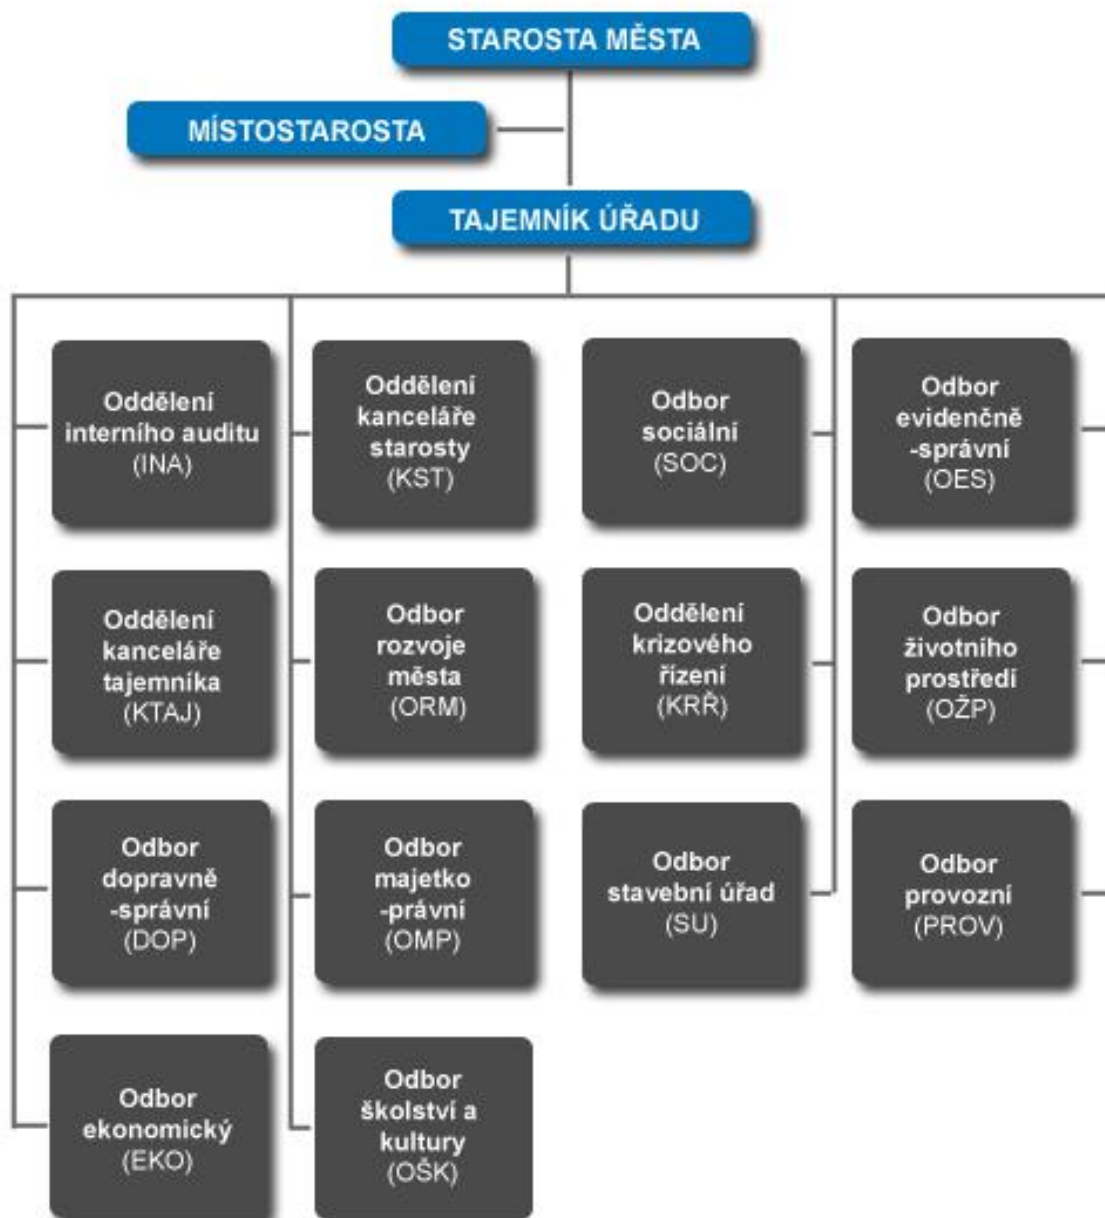 STAROSTA MĚSTA
MÍSTOSTAROSTA
TAJEMNÍK ÚŘADU
Oddělení
interního auditu
(INA)
Oddělení
kanceláře
starosty
(KST)
Odbor
sociální
(SOC)
Odbor
evidenčně
-správní
(OES)
Oddělení
kanceláře
tajemníka
(KTAJ)
Odbor
rozvoje
města
(ORM)
Oddělení
krizového
řízení
(KRŘ)
Odbor
životního
prostředí
(OŽP)
Odbor
dopravně
-správní
(DOP)
Odbor
majetko
-právní
(OMP)
Odbor
stavební úřad
(SU)
Odbor
provozní
(PROV)
Odbor
ekonomický
(EKO)
Odbor
školství a
kultury
(OŠK)